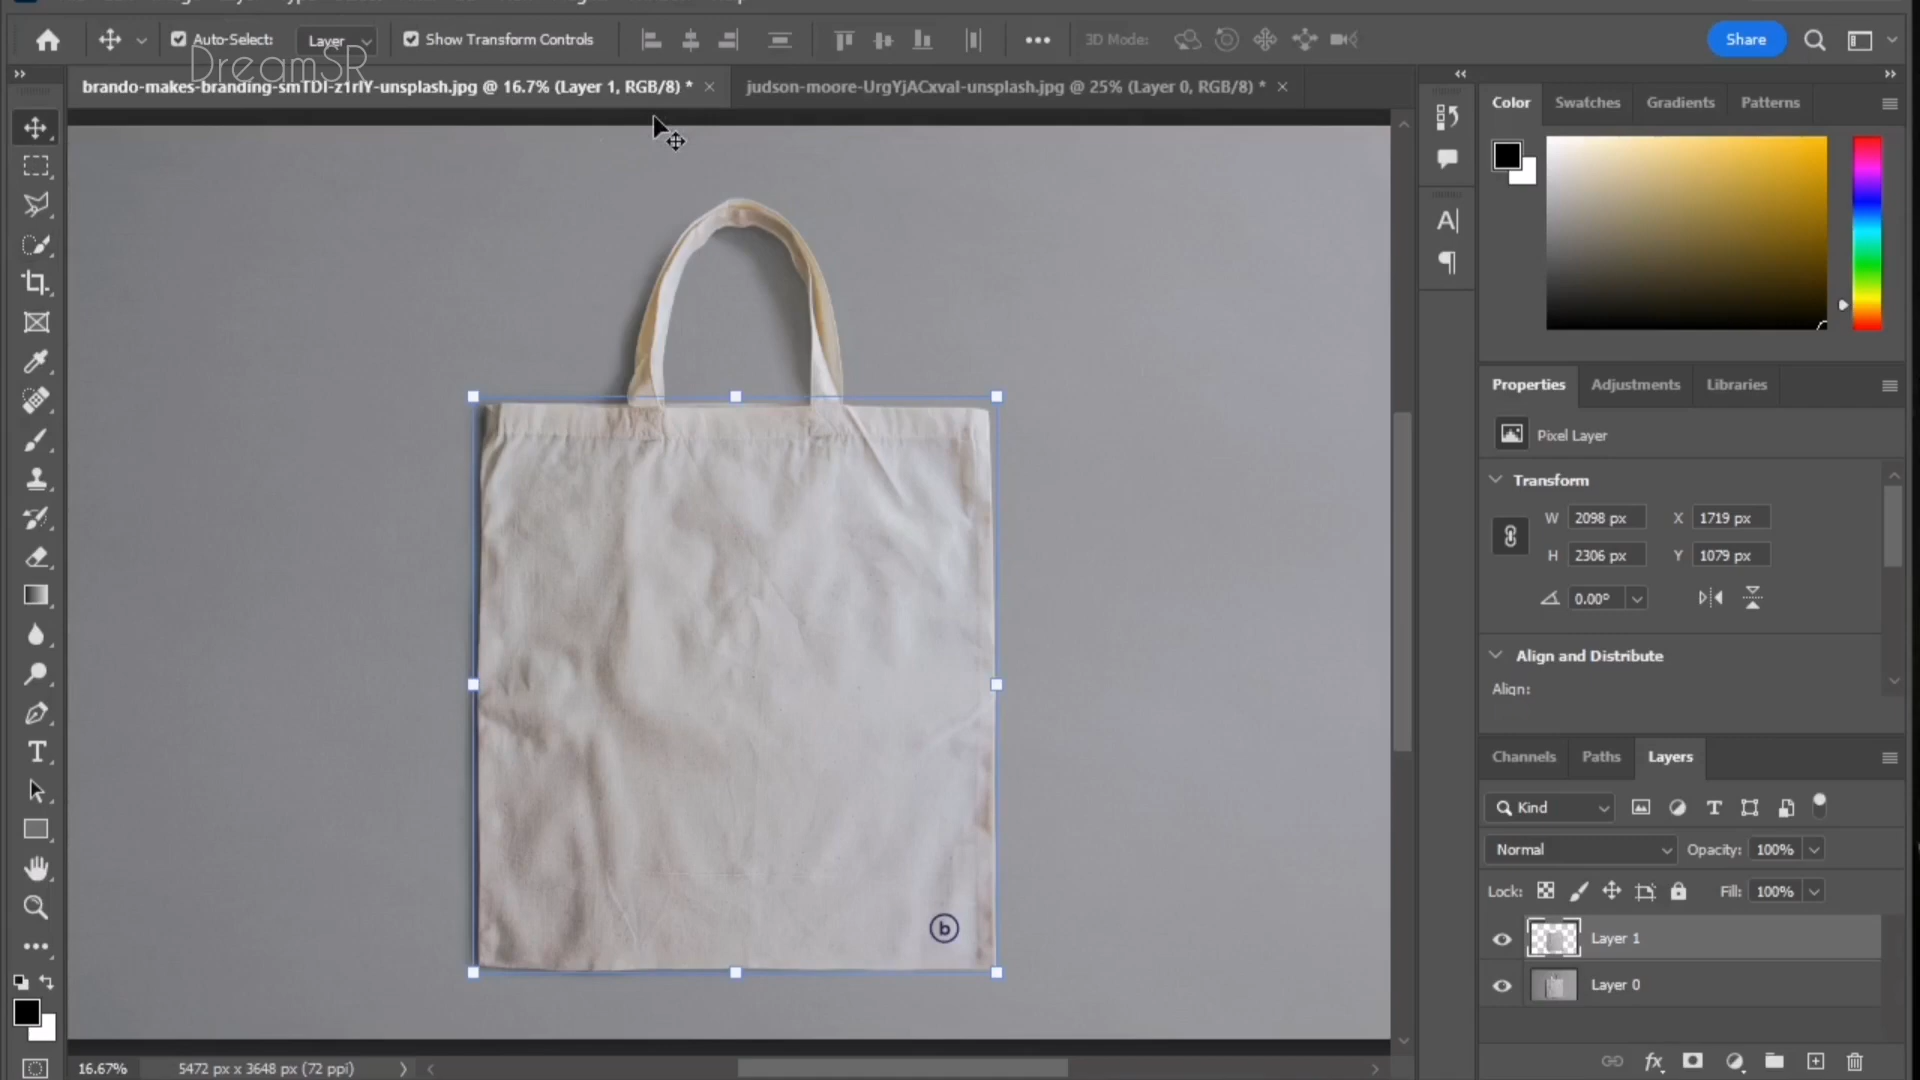 Auto-Select:
Layer
Show Transform Controls
3D Mode:
Share
DreamSR
brando-makes-branding-smTDI-z1rlY-unsplash.jpg @ 16.7% (Layer 1, RGB/8) *
judson-moore-UrgYjACxvaI-unsplash.jpg @ 25% (Layer 0, RGB/8) *
Color
Swatches
Gradients
Patterns
Properties
Adjustments
Libraries
Pixel Layer
Transform
W 2098 px X 1719 px
H 2306 px Y 1079 px
0.00°
Align and Distribute
Align:
Channels
Paths
Layers
Kind
Normal
Opacity: 100%
Lock:
Fill: 100%
Layer 1
Layer 0
b
16.67%
5472 px x 3648 px (72 ppi)